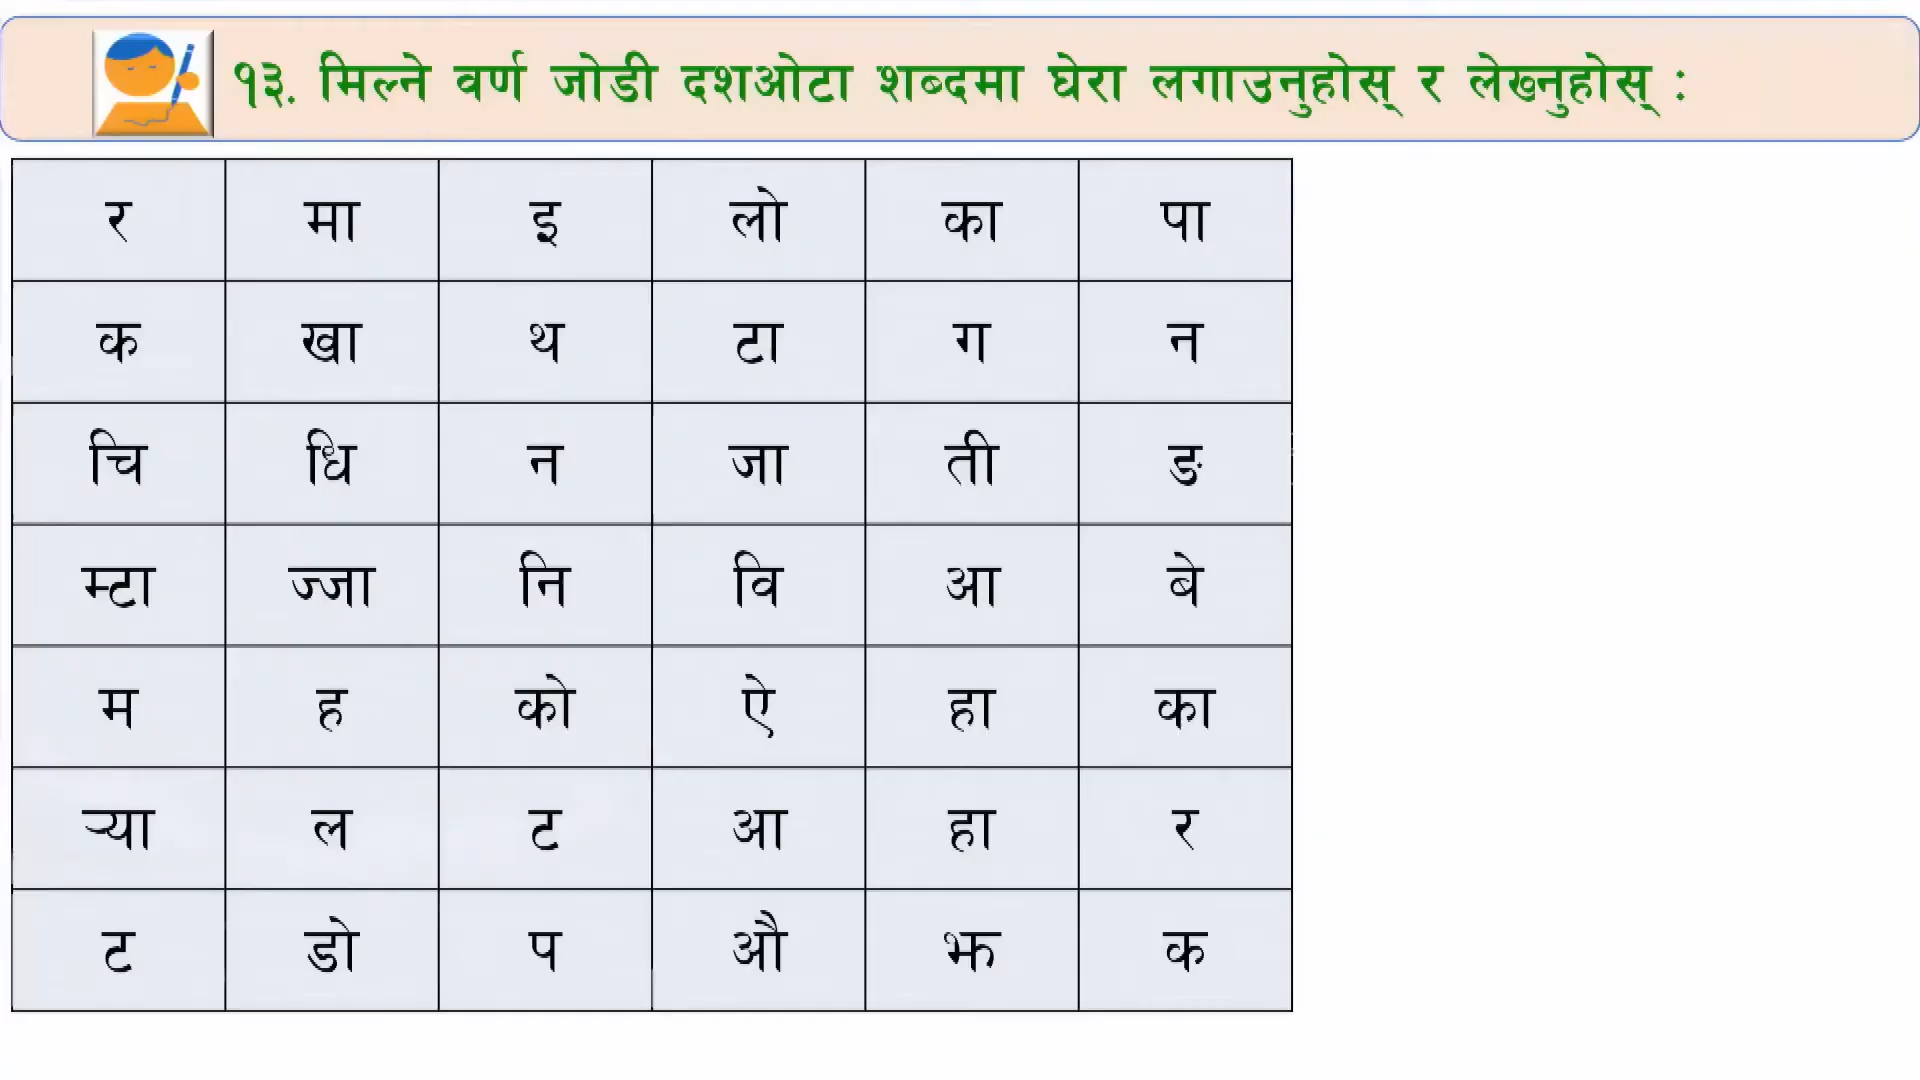 १३. मिल्ने वर्ण जोडी दशओटा शब्दमा घेरा लगाउनुहोस् र लेख्नुहोस् :
र मा इ लो का पा
क खा थ टा ग न
चि धि न जा ती ङ
म्टा ज्जा नि वि आ बे
म ह को ऐ हा का
र्‍या ल ट आ हा र
ट डो प औ झ क